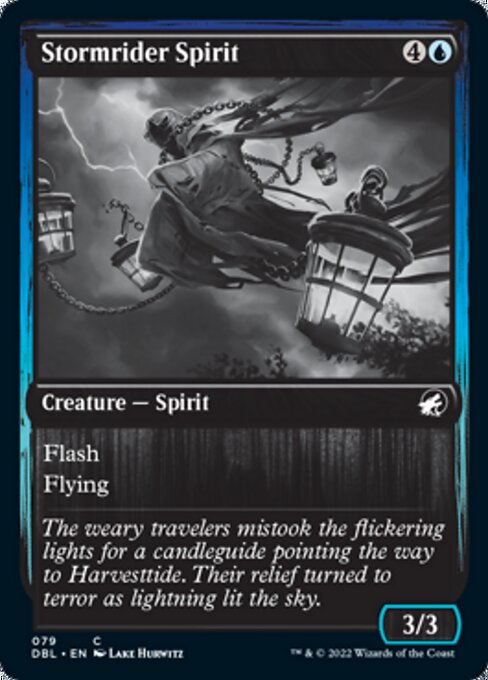 Stormrider Spirit 4
Creature — Spirit
Flash
Flying
The weary travelers mistook the flickering
lights for a candleguide pointing the way
to Harvesttide. Their relief turned to
terror as lightning lit the sky.
3/3
079 C
DBL • EN Lake Hurwitz
™ & © 2022 Wizards of the Coast